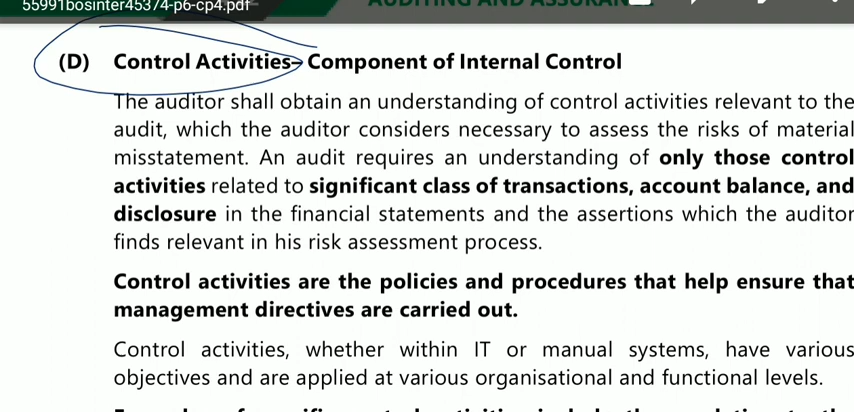 55991bosinter45374-p6-cp4.pdf
AUDITING AND ASSURANCE
(D) Control Activities– Component of Internal Control
The auditor shall obtain an understanding of control activities relevant to the
audit, which the auditor considers necessary to assess the risks of material
misstatement. An audit requires an understanding of only those control
activities related to significant class of transactions, account balance, and
disclosure in the financial statements and the assertions which the auditor
finds relevant in his risk assessment process.
Control activities are the policies and procedures that help ensure that
management directives are carried out.
Control activities, whether within IT or manual systems, have various
objectives and are applied at various organisational and functional levels.